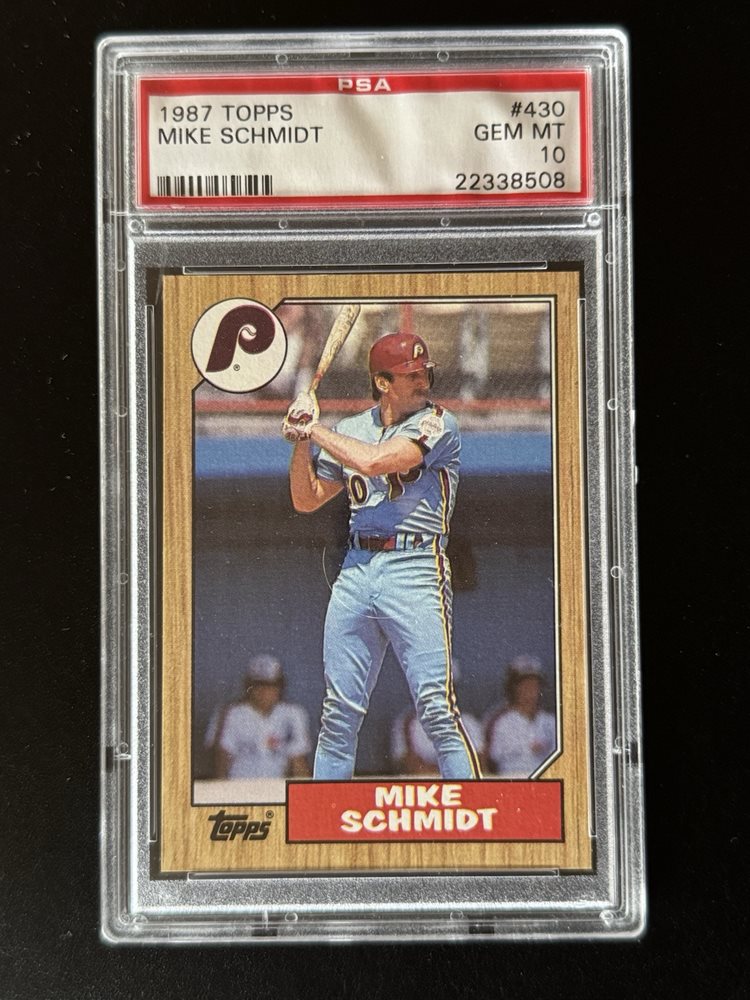 PSA
1987 TOPPS #430
MIKE SCHMIDT GEM MT
10
22338508
P
®
P
Topps®
MIKE
SCHMIDT